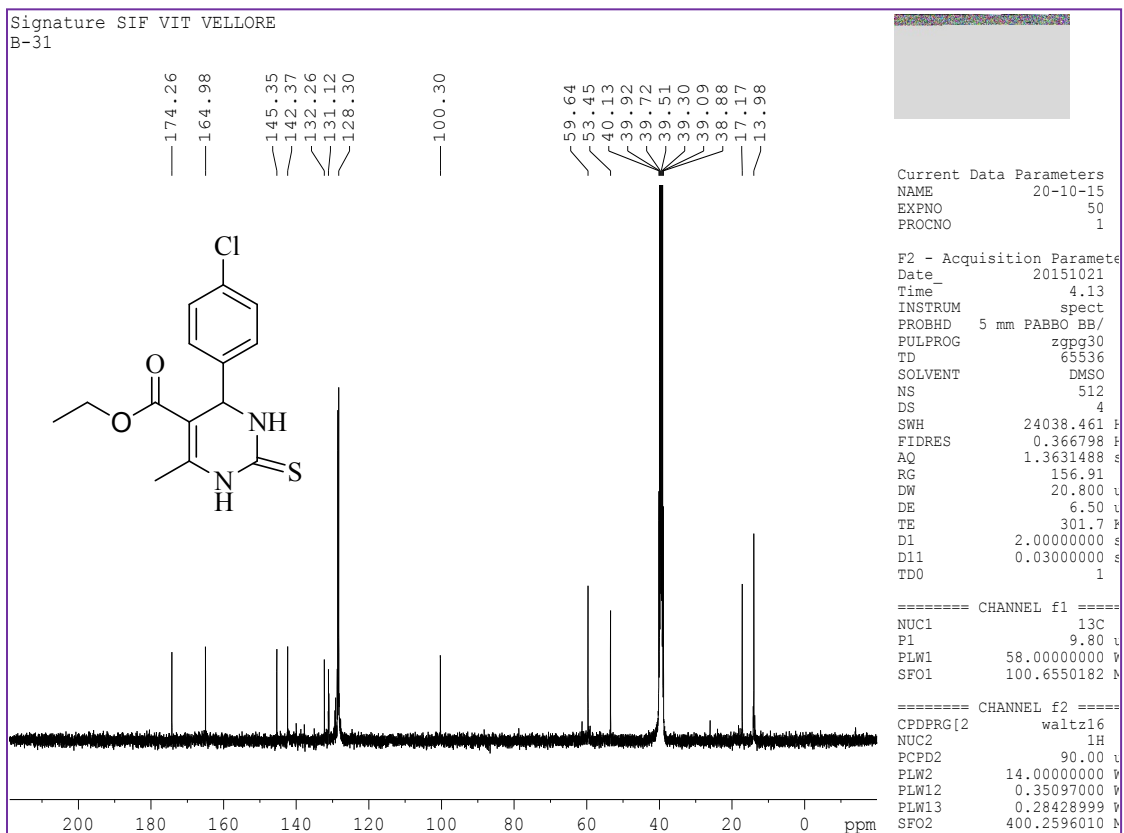 Signature SIF VIT VELLORE
B-31
174.26
164.98
145.35
142.37
132.26
131.12
128.30
100.30
59.64
53.45
40.13
39.92
39.72
39.51
39.30
39.09
38.88
17.17
13.98
Cl
O
O
NH
N
H
S
200 180 160 140 120 100 80 60 40 20 0 ppm
Current Data Parameters
NAME 20-10-15
EXPNO 50
PROCNO 1
F2 - Acquisition Paramete
Date_ 20151021
Time 4.13
INSTRUM spect
PROBHD 5 mm PABBO BB/
PULPROG zgpg30
TD 65536
SOLVENT DMSO
NS 512
DS 4
SWH 24038.461 H
FIDRES 0.366798 H
AQ 1.3631488 s
RG 156.91
DW 20.800 u
DE 6.50 u
TE 301.7 K
D1 2.00000000 s
D11 0.03000000 s
TD0 1
======== CHANNEL f1 =====
NUC1 13C
P1 9.80 u
PLW1 58.00000000 W
SFO1 100.6550182 M
======== CHANNEL f2 =====
CPDPRG[2 waltz16
NUC2 1H
PCPD2 90.00 u
PLW2 14.00000000 W
PLW12 0.35097000 W
PLW13 0.28428999 W
SFO2 400.2596010 M